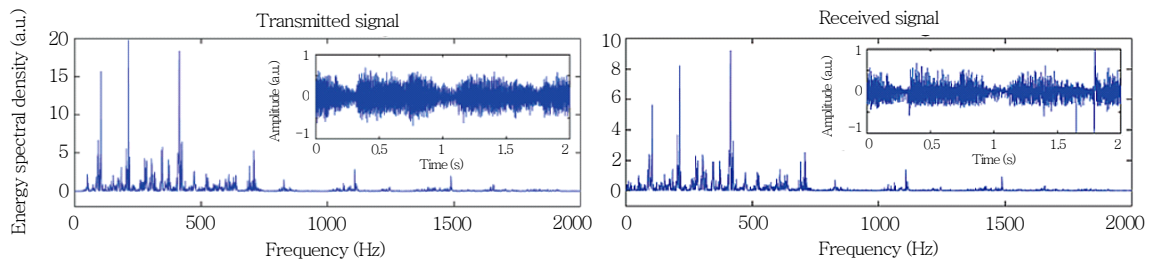 Transmitted signal
Energy spectral density (a.u.)
20
15
10
5
0
0 500 1000 1500 2000
Frequency (Hz)
Amplitude (a.u.)
1
0
−1
0 0.5 1 1.5 2
Time (s)
Received signal
10
8
6
4
2
0
0 500 1000 1500 2000
Frequency (Hz)
Amplitude (a.u.)
1
0
−1
0 0.5 1 1.5 2
Time (s)